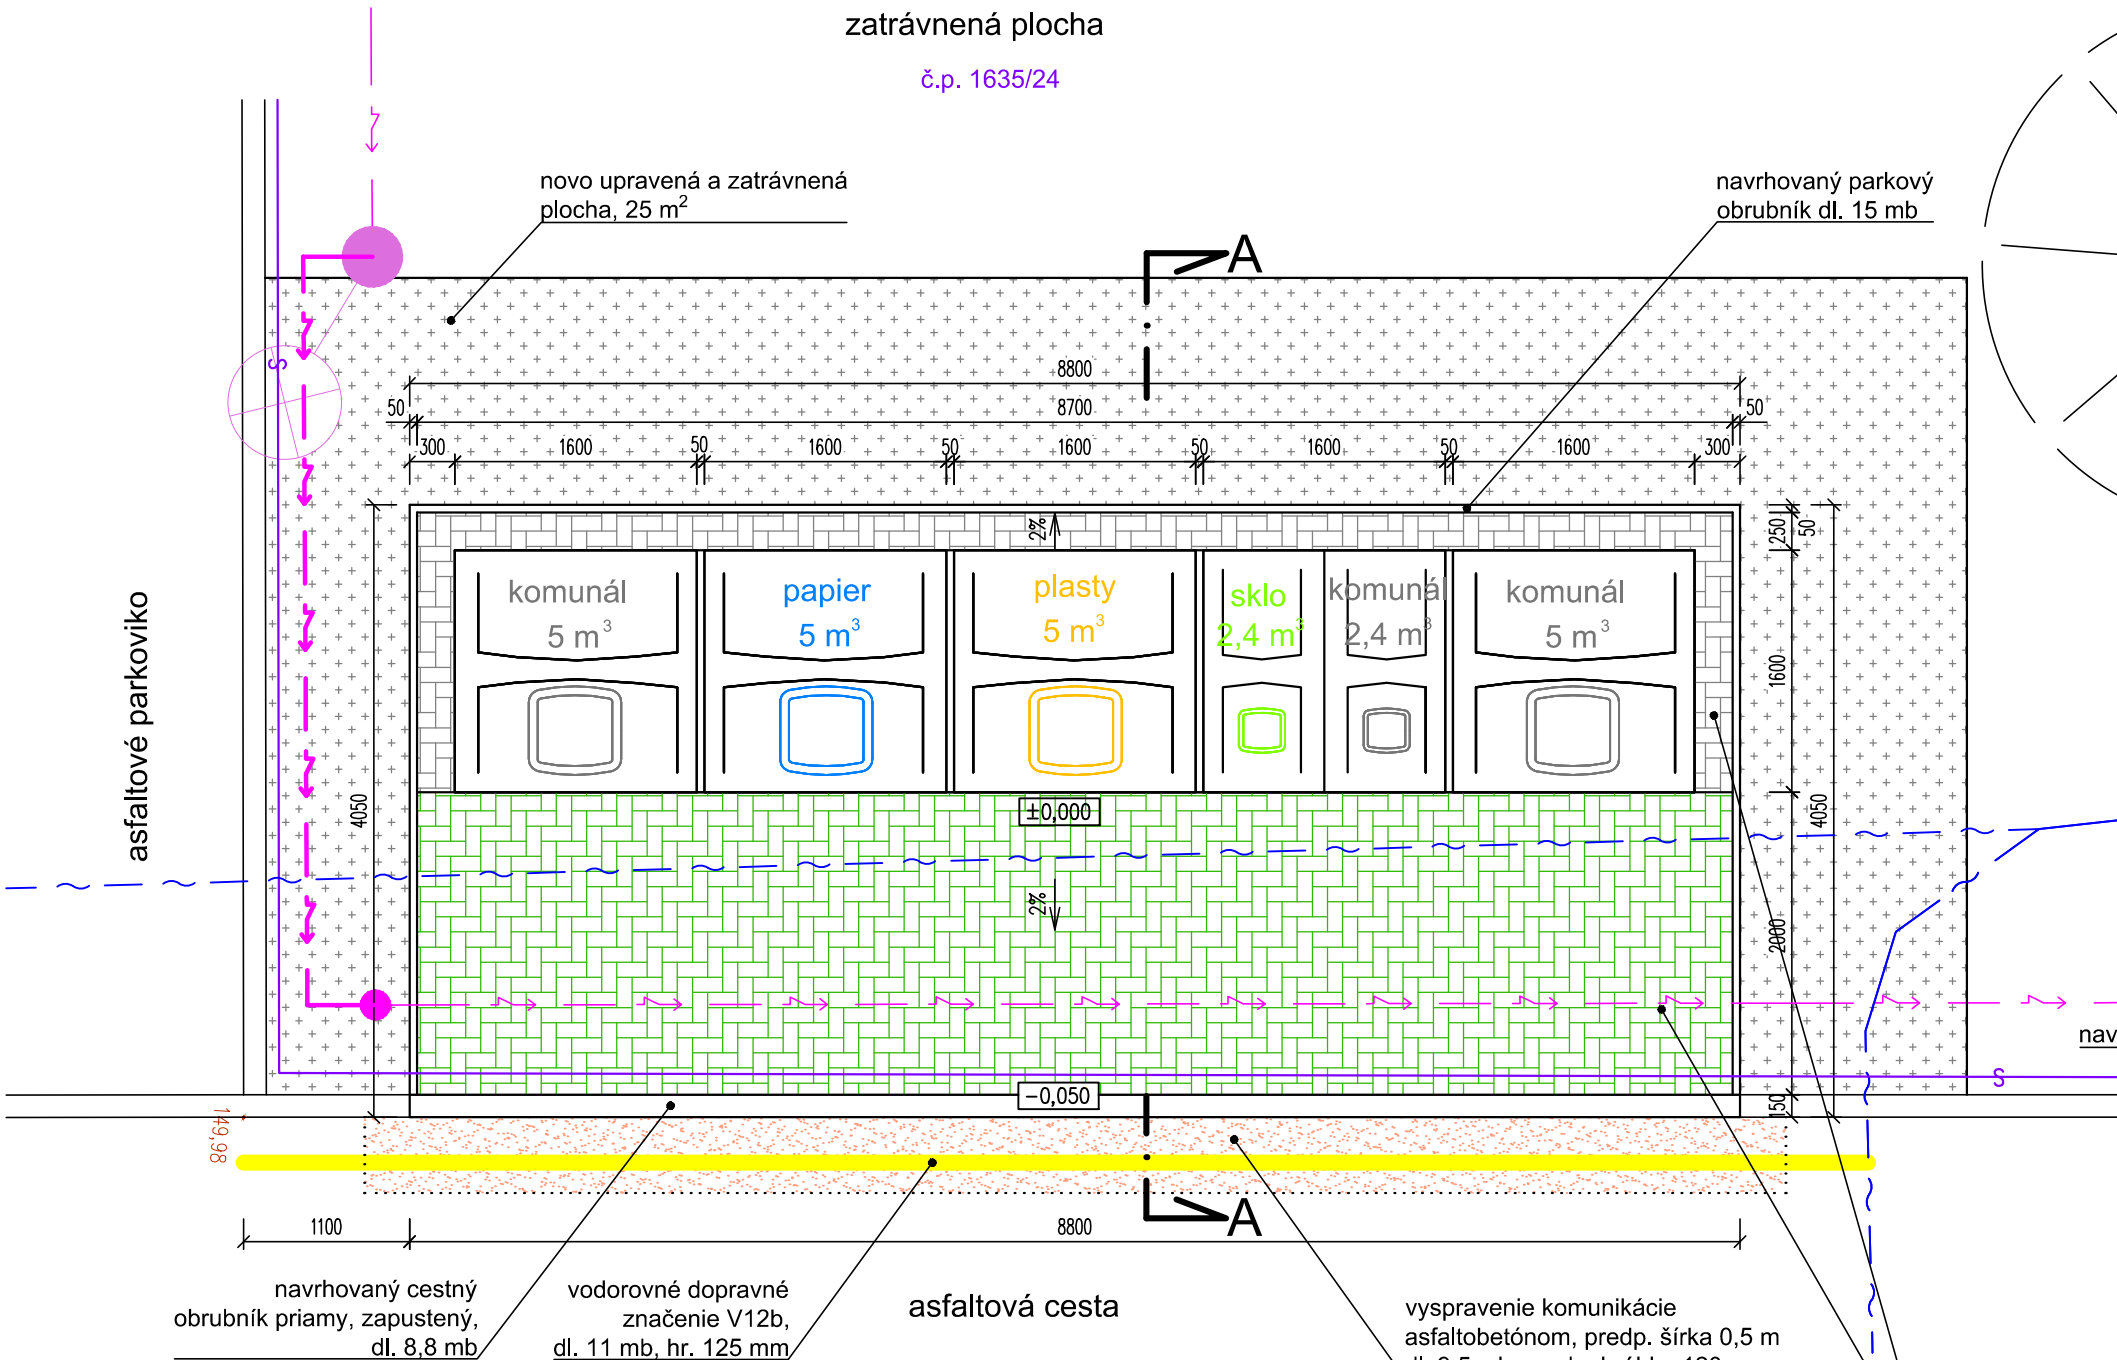 zatrávnená plocha
č.p. 1635/24
novo upravená a zatrávnená
plocha, 25 m²
navrhovaný parkový
obrubník dl. 15 mb
A
S
8800
50
8700
50
300
1600
50
1600
50
1600
50
1600
50
1600
300
2%
250
50
komunál
5 m³
papier
5 m³
plasty
5 m³
sklo
2,4 m³
komunál
2,4 m³
komunál
5 m³
asfaltové parkoviko
1600
4050
±0,000
4050
2%
2000
nav
S
-0,050
150
149,98
A
1100
8800
navrhovaný cestný
obrubník priamy, zapustený,
dl. 8,8 mb
vodorovné dopravné
značenie V12b,
dl. 11 mb, hr. 125 mm
asfaltová cesta
vyspravenie komunikácie
asfaltobetónom, predp. šírka 0,5 m